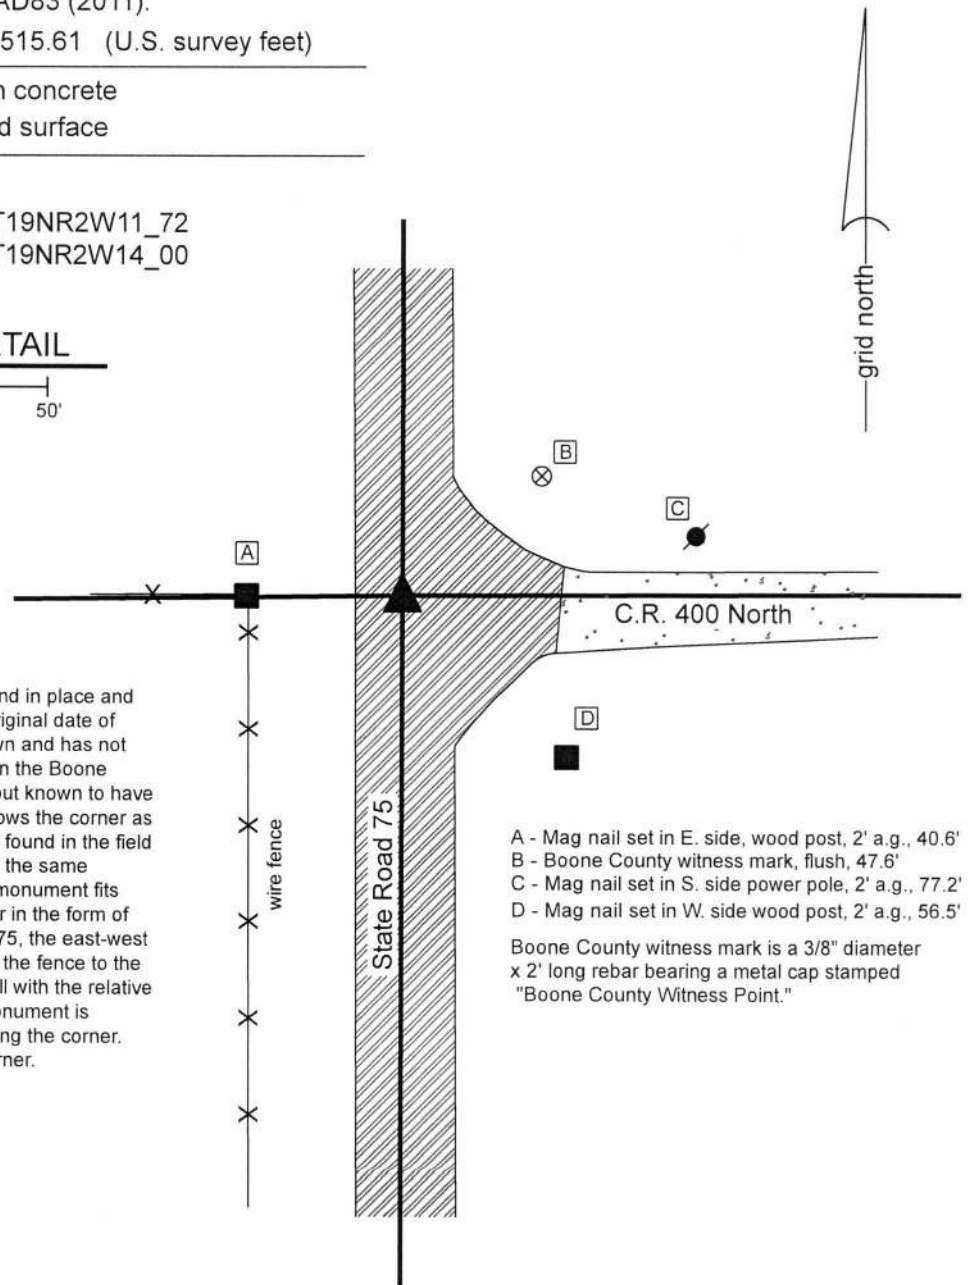 AD83 (2011).
515.61 (U.S. survey feet)
n concrete
d surface
T19NR2W11_72
T19NR2W14_00
ETAIL
50'
grid north
B
C
A
C.R. 400 North
D
nd in place and
riginal date of
wn and has not
n the Boone
but known to have
ows the corner as
found in the field
the same
monument fits
r in the form of
75, the east-west
the fence to the
ll with the relative
onument is
ng the corner.
rner.
wire fence
State Road 75
A - Mag nail set in E. side, wood post, 2' a.g., 40.6'
B - Boone County witness mark, flush, 47.6'
C - Mag nail set in S. side power pole, 2' a.g., 77.2'
D - Mag nail set in W. side wood post, 2' a.g., 56.5'
Boone County witness mark is a 3/8" diameter
x 2' long rebar bearing a metal cap stamped
"Boone County Witness Point."